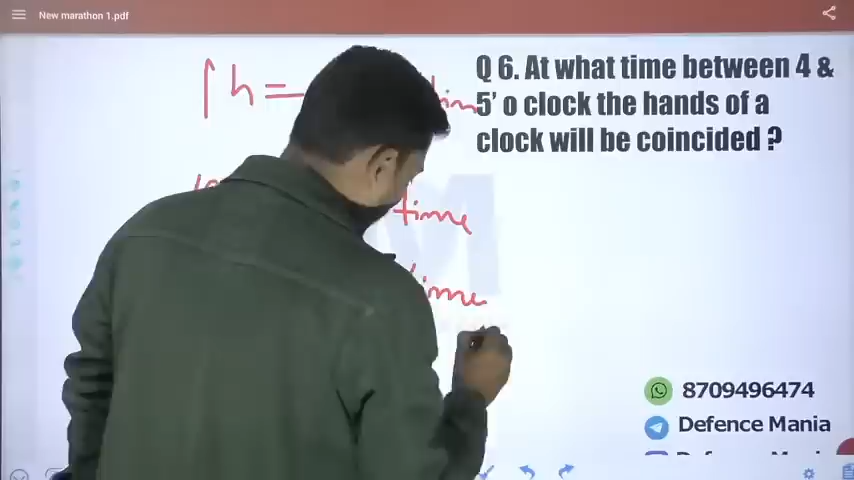 New marathon 1.pdf
1h =
Q 6. At what time between 4 &
5' o clock the hands of a
clock will be coincided ?
time
time
8709496474
Defence Mania